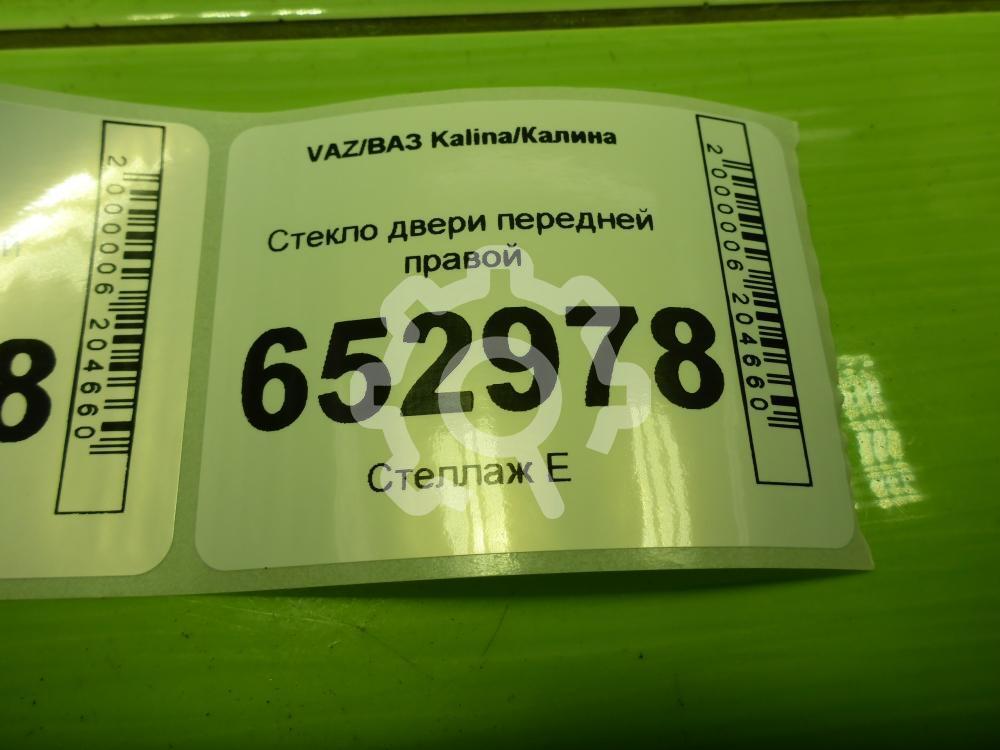 VAZ/ВАЗ Kalina/Калина
Стекло двери передней
правой
652978
Стеллаж Е
2000006204660
8
2000006204660